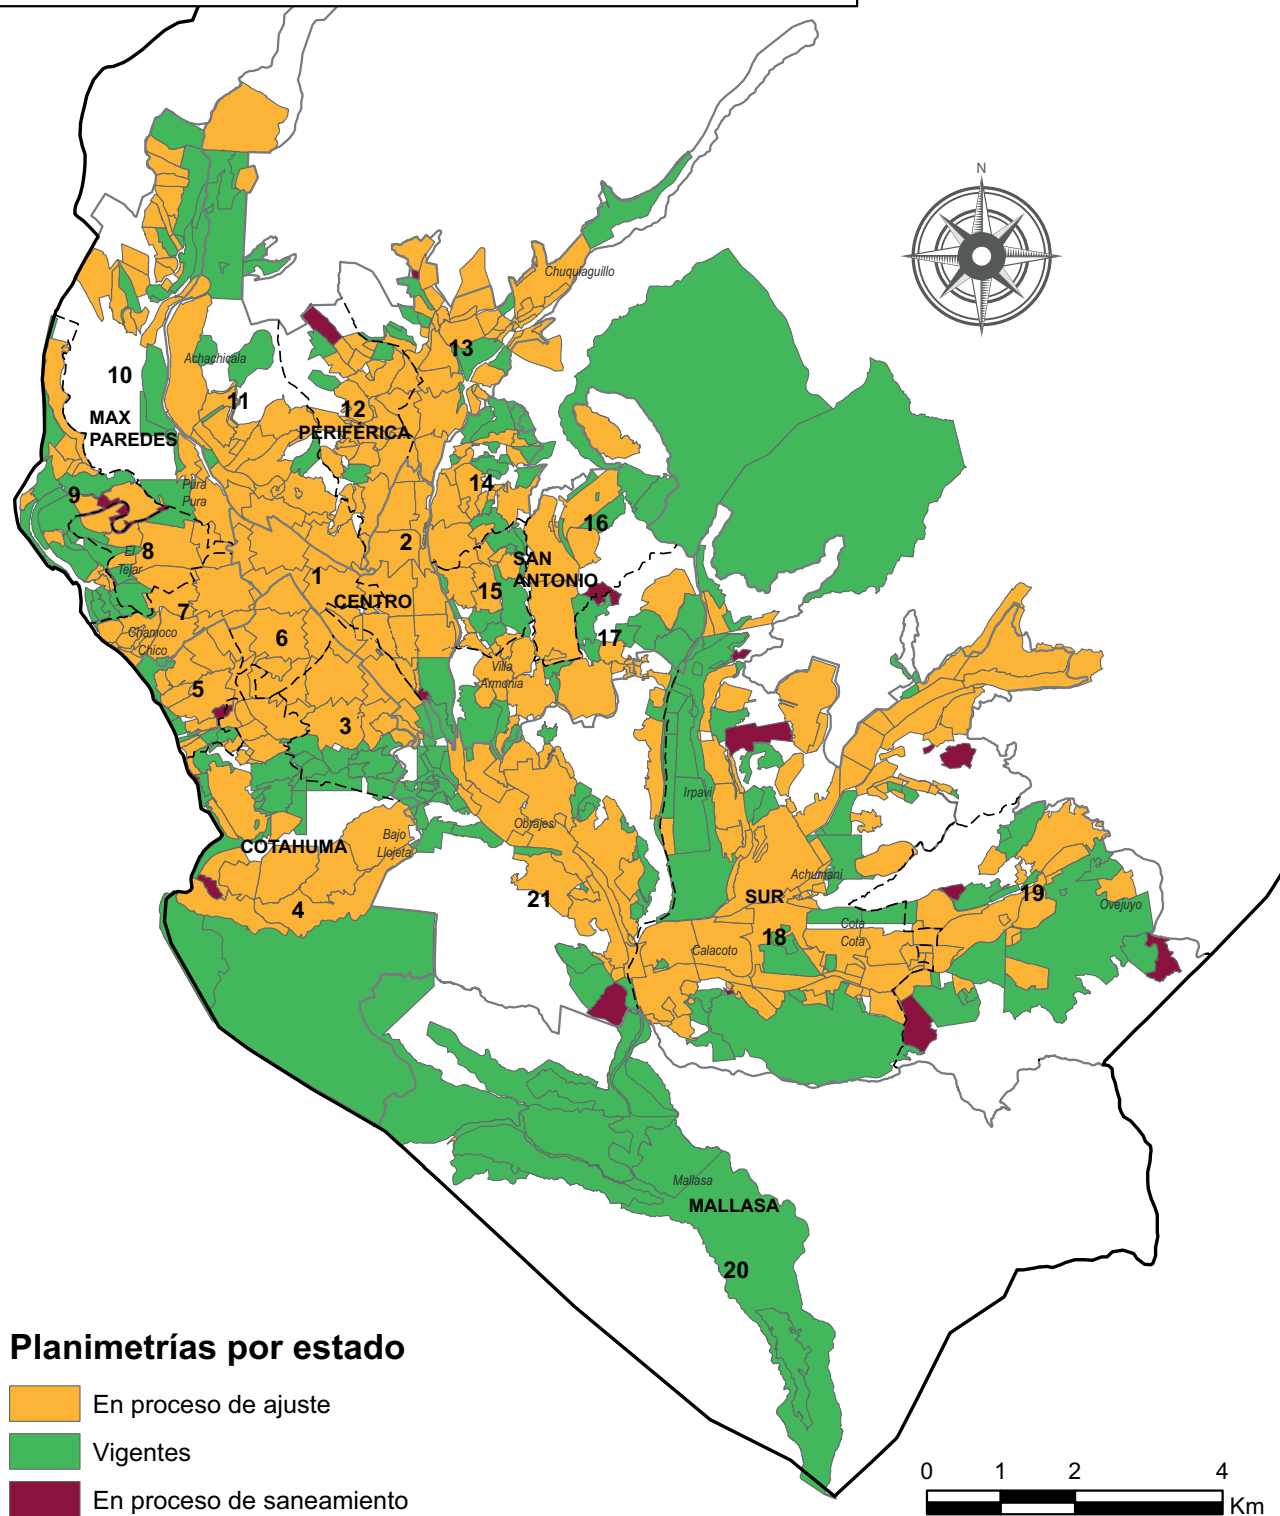 N
Chuquiaguillo
13
Achachicala
10
11
12
MAX
PAREDES
PERIFÉRICA
Pura
Pura
14
9
16
2
8
El
Tejar
SAN
ANTONIO
1
15
CENTRO
7
Chamoco
Chico
6
17
Villa
Armonia
5
3
Irpavi
Obrajes
Bajo
Llojeta
COTAHUMA
Achumani
SUR
19
Ovejuyo
21
4
Cota
Cota
18
Calacoto
Mallasa
MALLASA
20
Planimetrías por estado
En proceso de ajuste
Vigentes
En proceso de saneamiento
0 1 2 4
Km